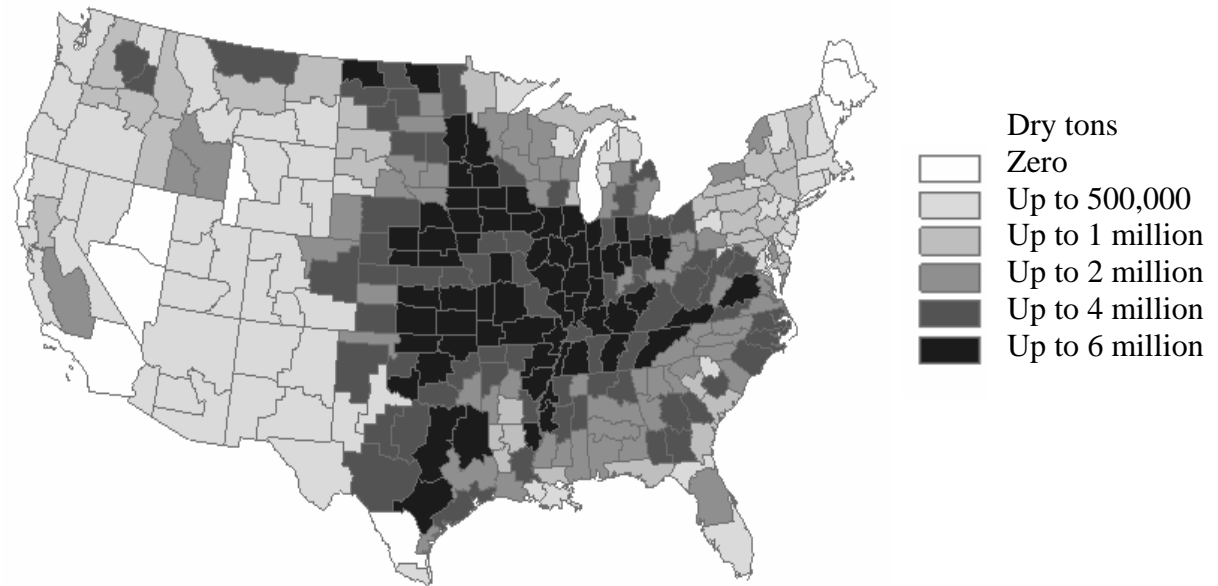 Dry tons
Zero
Up to 500,000
Up to 1 million
Up to 2 million
Up to 4 million
Up to 6 million